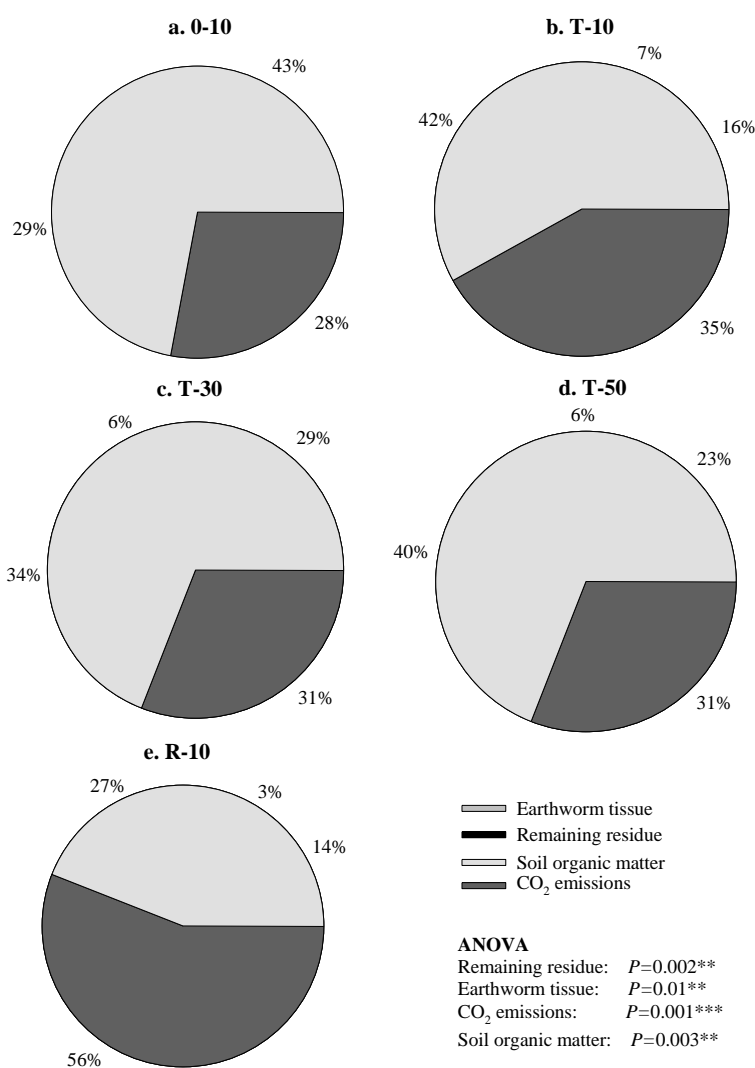 a. 0-10
43%
29%
28%
b. T-10
7%
42%
16%
35%
c. T-30
6%
29%
34%
31%
d. T-50
6%
23%
40%
31%
e. R-10
27%
3%
14%
56%
Earthworm tissue
Remaining residue
Soil organic matter
CO₂ emissions
ANOVA
Remaining residue: P=0.002**
Earthworm tissue: P=0.01**
CO₂ emissions: P=0.001***
Soil organic matter: P=0.003**